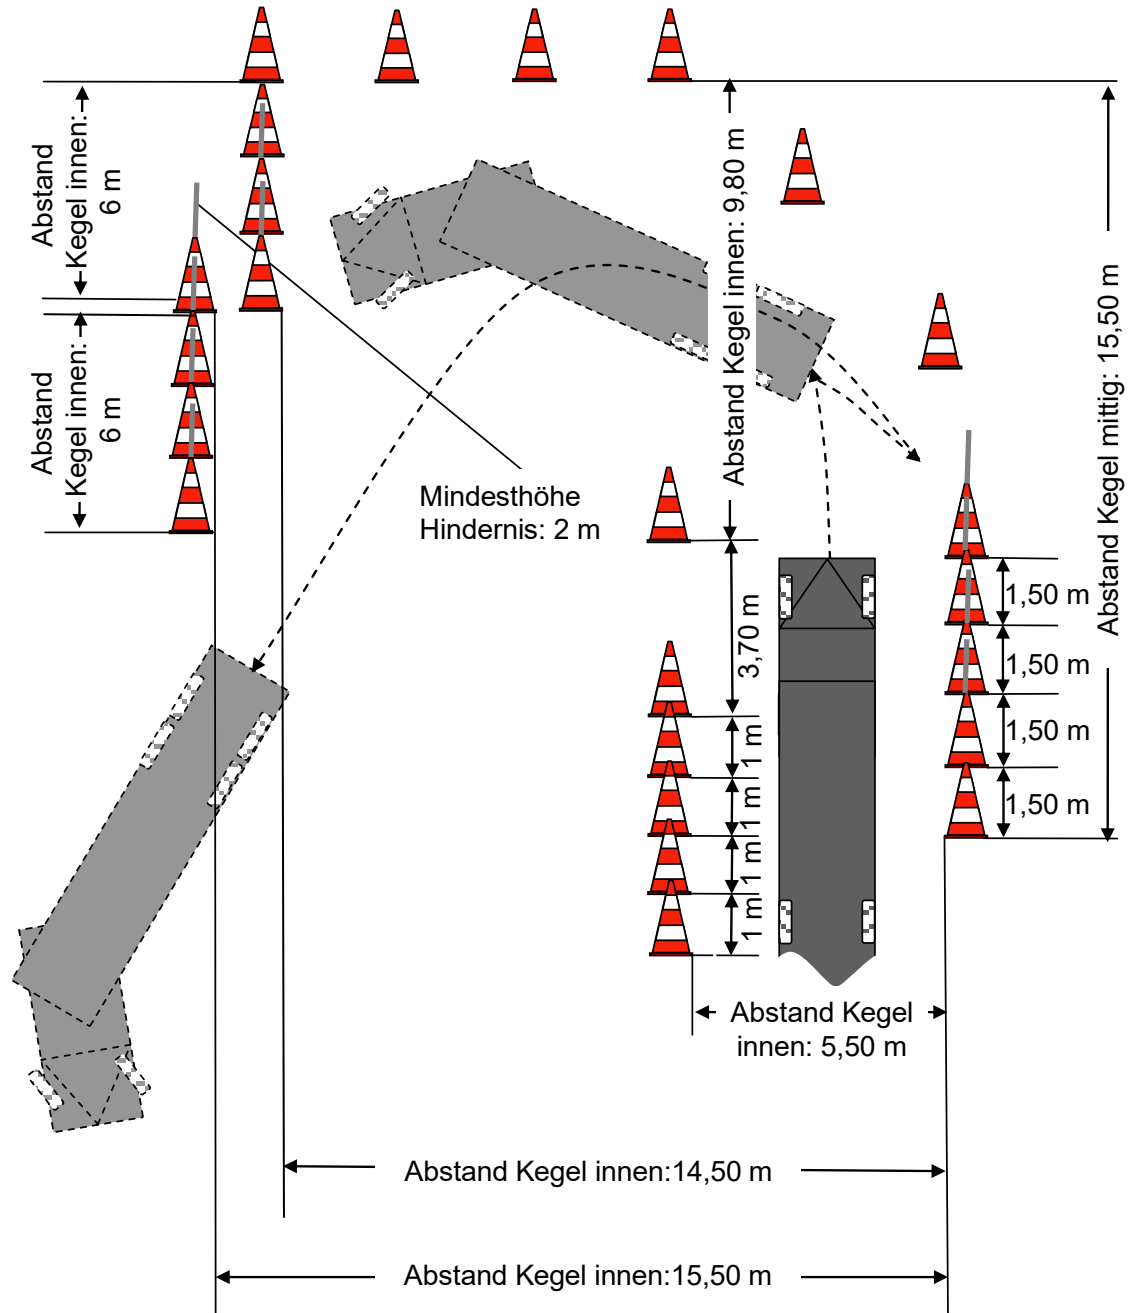 Abstand
Kegel innen:
6 m
Abstand
Kegel innen:
6 m
Abstand Kegel innen: 9,80 m
Abstand Kegel mittig: 15,50 m
Mindesthöhe
Hindernis: 2 m
3,70 m
1 m
1 m
1 m
1 m
1,50 m
1,50 m
1,50 m
1,50 m
Abstand Kegel
innen: 5,50 m
Abstand Kegel innen:14,50 m
Abstand Kegel innen:15,50 m